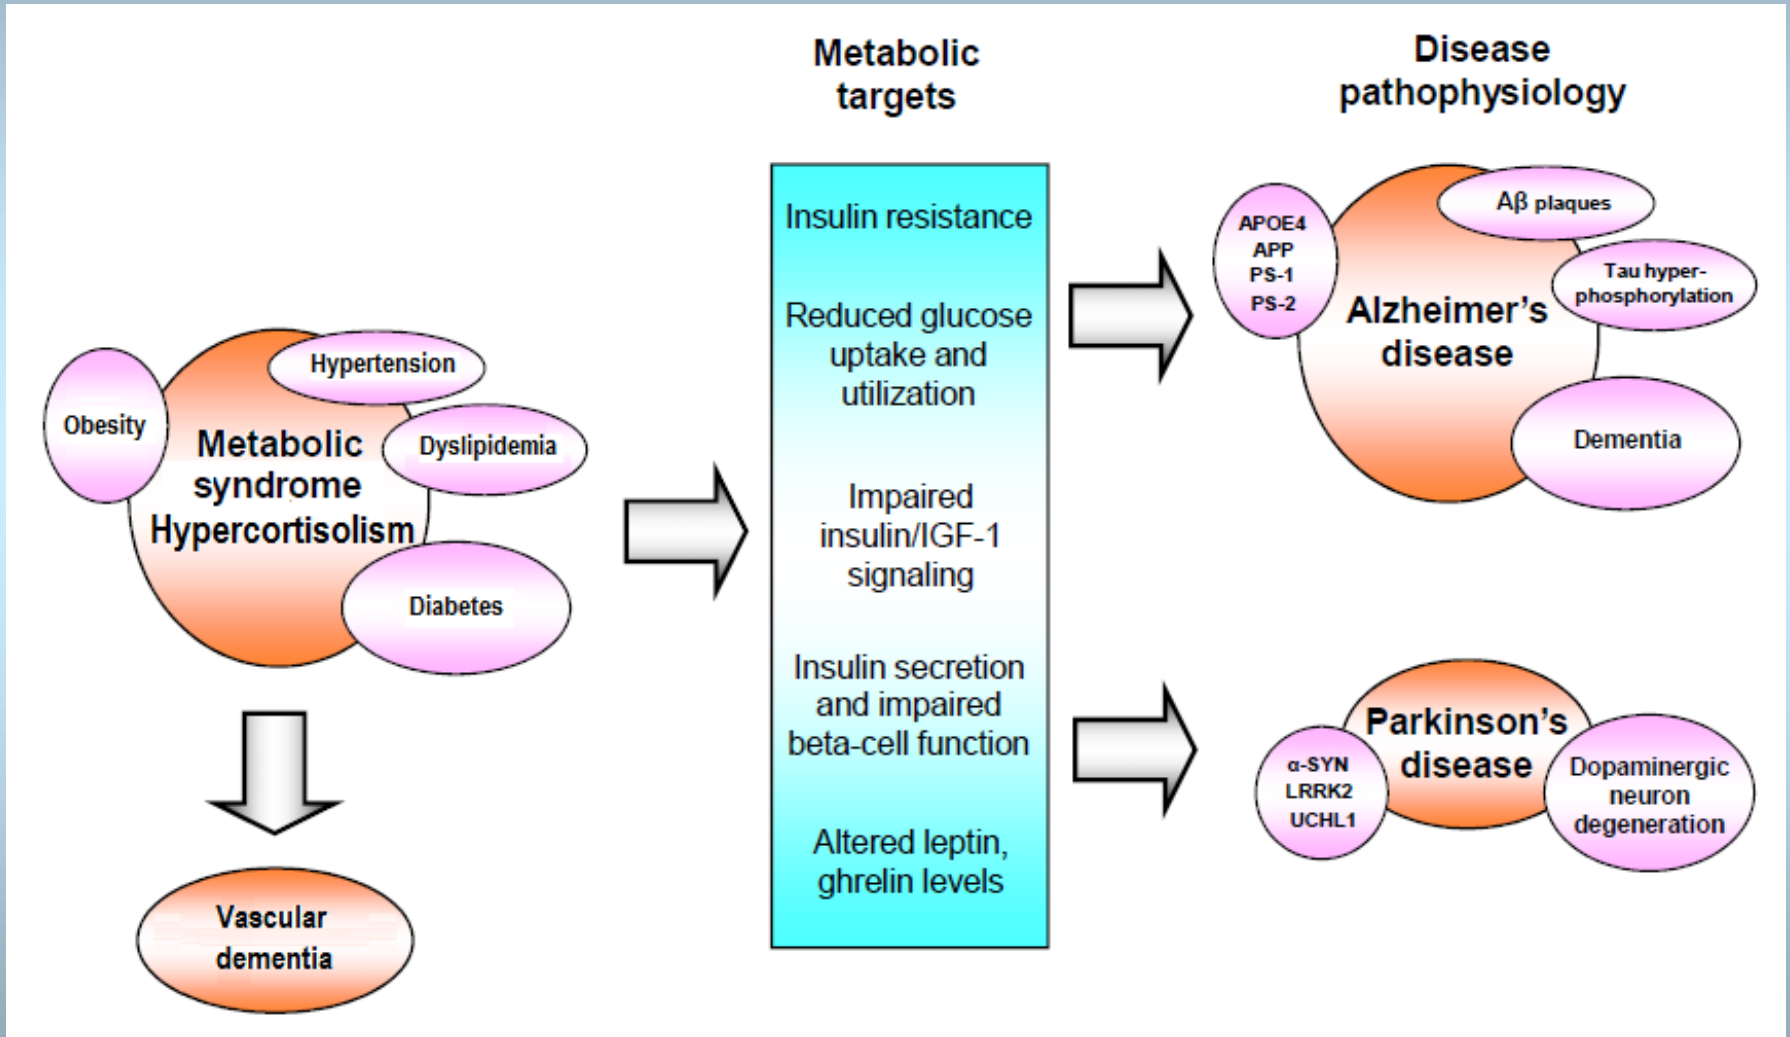 Metabolic
targets
Disease
pathophysiology
Obesity
Hypertension
Dyslipidemia
Metabolic
syndrome
Hypercortisolism
Diabetes
Vascular
dementia
Insulin resistance
Reduced glucose
uptake and
utilization
Impaired
insulin/IGF-1
signaling
Insulin secretion
and impaired
beta-cell function
Altered leptin,
ghrelin levels
APOE4
APP
PS-1
PS-2
Aβ plaques
Tau hyper-
phosphorylation
Alzheimer's
disease
Dementia
Parkinson's
disease
α-SYN
LRRK2
UCHL1
Dopaminergic
neuron
degeneration